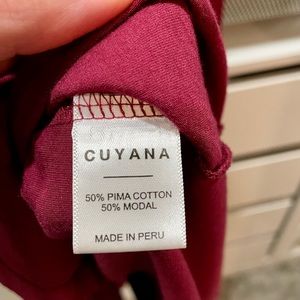 CUYANA
50% PIMA COTTON
50% MODAL
MADE IN PERU